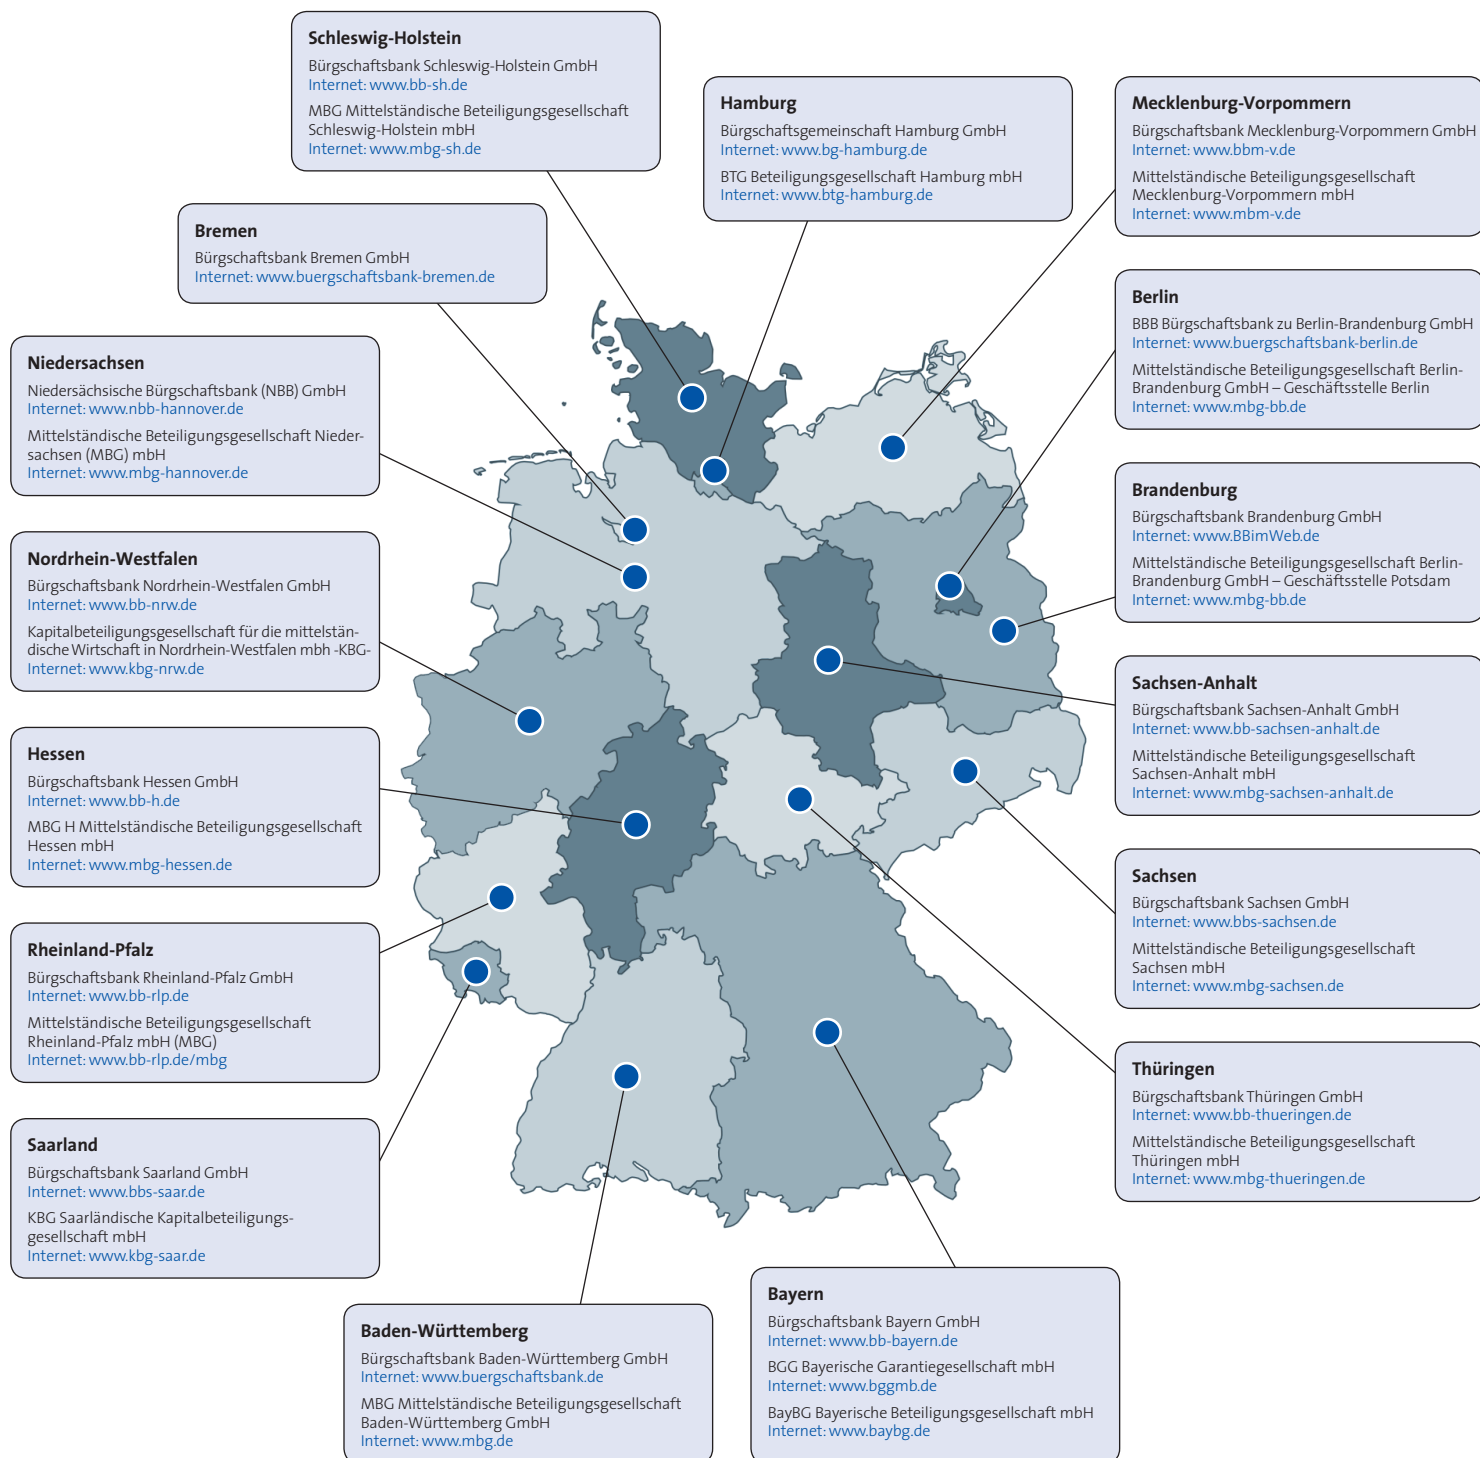 Schleswig-Holstein
Bürgschaftsbank Schleswig-Holstein GmbH
Internet: www.bb-sh.de
MBG Mittelständische Beteiligungsgesellschaft
Schleswig-Holstein mbH
Internet: www.mbg-sh.de
Hamburg
Bürgschaftsgemeinschaft Hamburg GmbH
Internet: www.bg-hamburg.de
BTG Beteiligungsgesellschaft Hamburg mbH
Internet: www.btg-hamburg.de
Mecklenburg-Vorpommern
Bürgschaftsbank Mecklenburg-Vorpommern GmbH
Internet: www.bbm-v.de
Mittelständische Beteiligungsgesellschaft
Mecklenburg-Vorpommern mbH
Internet: www.mbm-v.de
Bremen
Bürgschaftsbank Bremen GmbH
Internet: www.buergschaftsbank-bremen.de
Berlin
BBB Bürgschaftsbank zu Berlin-Brandenburg GmbH
Internet: www.buergschaftsbank-berlin.de
Mittelständische Beteiligungsgesellschaft Berlin-
Brandenburg GmbH – Geschäftsstelle Berlin
Internet: www.mbg-bb.de
Niedersachsen
Niedersächsische Bürgschaftsbank (NBB) GmbH
Internet: www.nbb-hannover.de
Mittelständische Beteiligungsgesellschaft Nieder-
sachsen (MBG) mbH
Internet: www.mbg-hannover.de
Brandenburg
Bürgschaftsbank Brandenburg GmbH
Internet: www.BBimWeb.de
Mittelständische Beteiligungsgesellschaft Berlin-
Brandenburg GmbH – Geschäftsstelle Potsdam
Internet: www.mbg-bb.de
Nordrhein-Westfalen
Bürgschaftsbank Nordrhein-Westfalen GmbH
Internet: www.bb-nrw.de
Kapitalbeteiligungsgesellschaft für die mittelstän-
dische Wirtschaft in Nordrhein-Westfalen mbh -KBG-
Internet: www.kbg-nrw.de
Sachsen-Anhalt
Bürgschaftsbank Sachsen-Anhalt GmbH
Internet: www.bb-sachsen-anhalt.de
Mittelständische Beteiligungsgesellschaft
Sachsen-Anhalt mbH
Internet: www.mbg-sachsen-anhalt.de
Hessen
Bürgschaftsbank Hessen GmbH
Internet: www.bb-h.de
MBG H Mittelständische Beteiligungsgesellschaft
Hessen mbH
Internet: www.mbg-hessen.de
Sachsen
Bürgschaftsbank Sachsen GmbH
Internet: www.bbs-sachsen.de
Mittelständische Beteiligungsgesellschaft
Sachsen mbH
Internet: www.mbg-sachsen.de
Rheinland-Pfalz
Bürgschaftsbank Rheinland-Pfalz GmbH
Internet: www.bb-rlp.de
Mittelständische Beteiligungsgesellschaft
Rheinland-Pfalz mbH (MBG)
Internet: www.bb-rlp.de/mbg
Thüringen
Bürgschaftsbank Thüringen GmbH
Internet: www.bb-thueringen.de
Mittelständische Beteiligungsgesellschaft
Thüringen mbH
Internet: www.mbg-thueringen.de
Saarland
Bürgschaftsbank Saarland GmbH
Internet: www.bbs-saar.de
KBG Saarländische Kapitalbeteiligungs-
gesellschaft mbH
Internet: www.kbg-saar.de
Baden-Württemberg
Bürgschaftsbank Baden-Württemberg GmbH
Internet: www.buergschaftsbank.de
MBG Mittelständische Beteiligungsgesellschaft
Baden-Württemberg GmbH
Internet: www.mbg.de
Bayern
Bürgschaftsbank Bayern GmbH
Internet: www.bb-bayern.de
BGG Bayerische Garantiegesellschaft mbH
Internet: www.bggmb.de
BayBG Bayerische Beteiligungsgesellschaft mbH
Internet: www.baybg.de